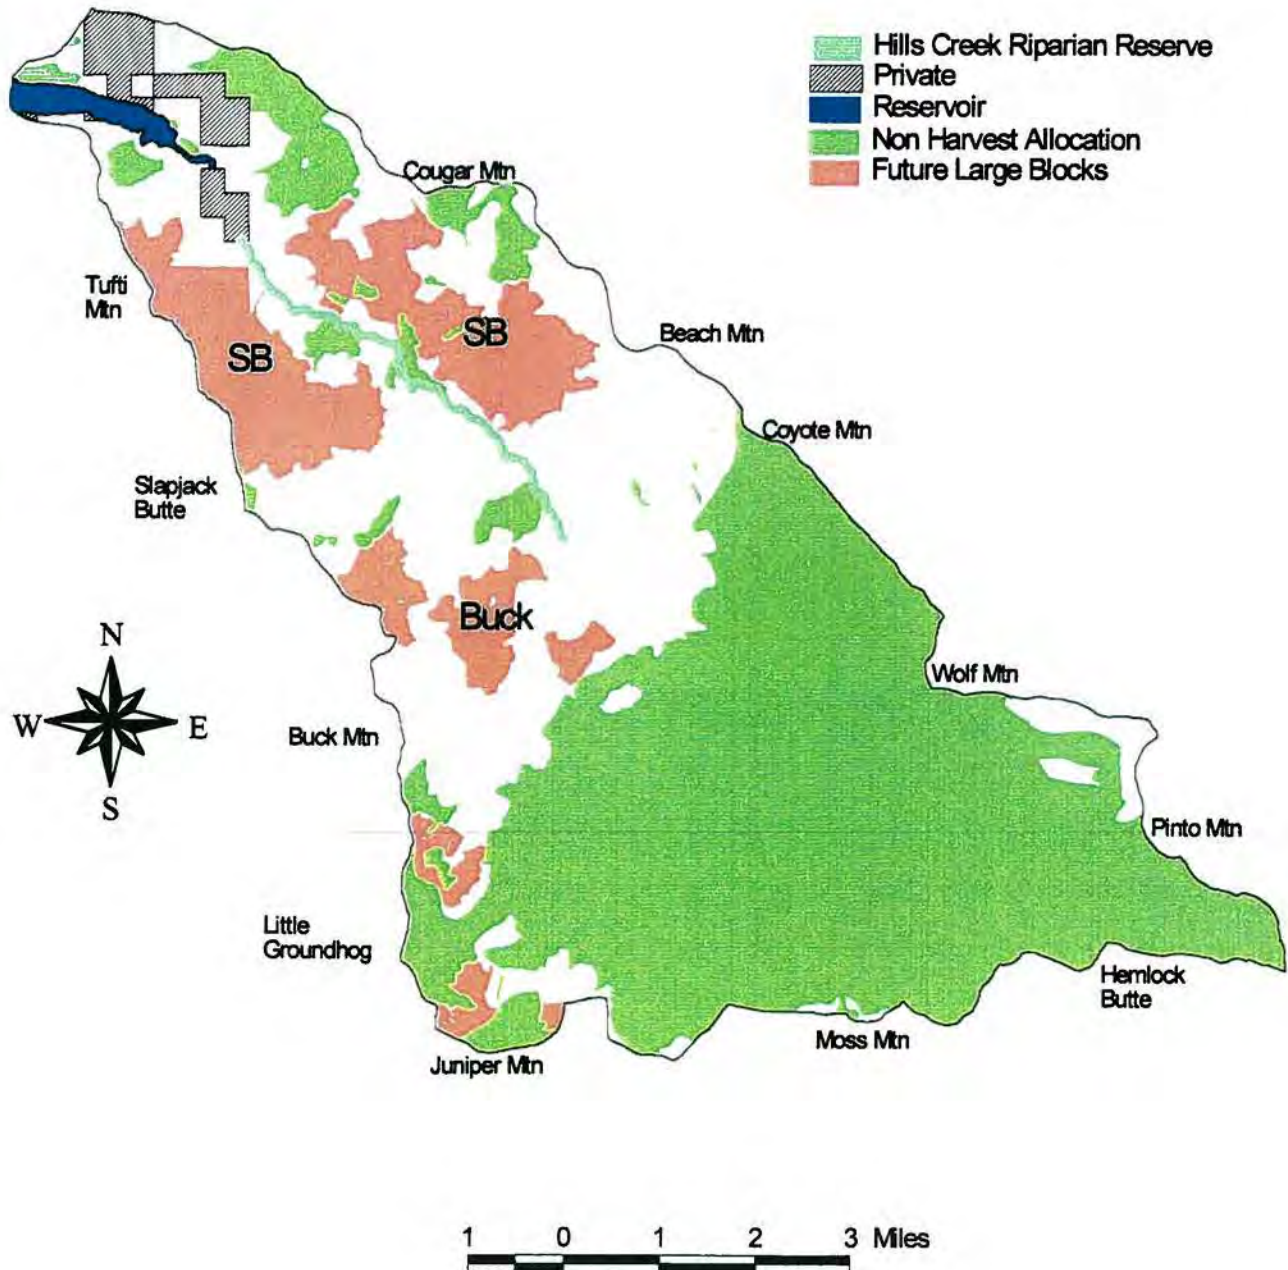 Hills Creek Riparian Reserve
Private
Reservoir
Non Harvest Allocation
Future Large Blocks
Cougar Mtn
Tufti
Mtn
SB
SB
Beach Mtn
Coyote Mtn
Slapjack
Butte
Buck
N
W
E
S
Wolf Mtn
Buck Mtn
Pinto Mtn
Little
Groundhog
Hemlock
Butte
Moss Mtn
Juniper Mtn
1 0 1 2 3 Miles